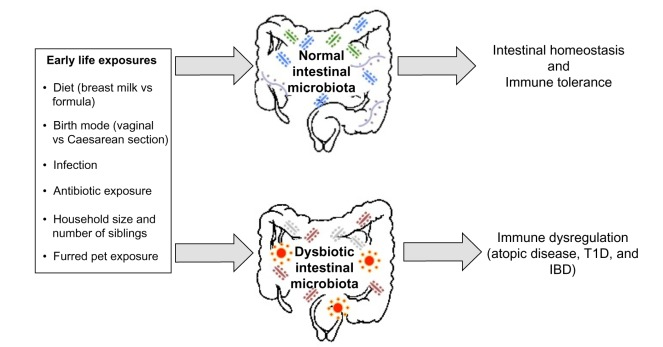 Early life exposures
• Diet (breast milk vs
formula)
• Birth mode (vaginal
vs Caesarean section)
• Infection
• Antibiotic exposure
• Household size and
number of siblings
• Furred pet exposure
Normal
intestinal
microbiota
Intestinal homeostasis
and
Immune tolerance
Dysbiotic
intestinal
microbiota
Immune dysregulation
(atopic disease, T1D, and
IBD)